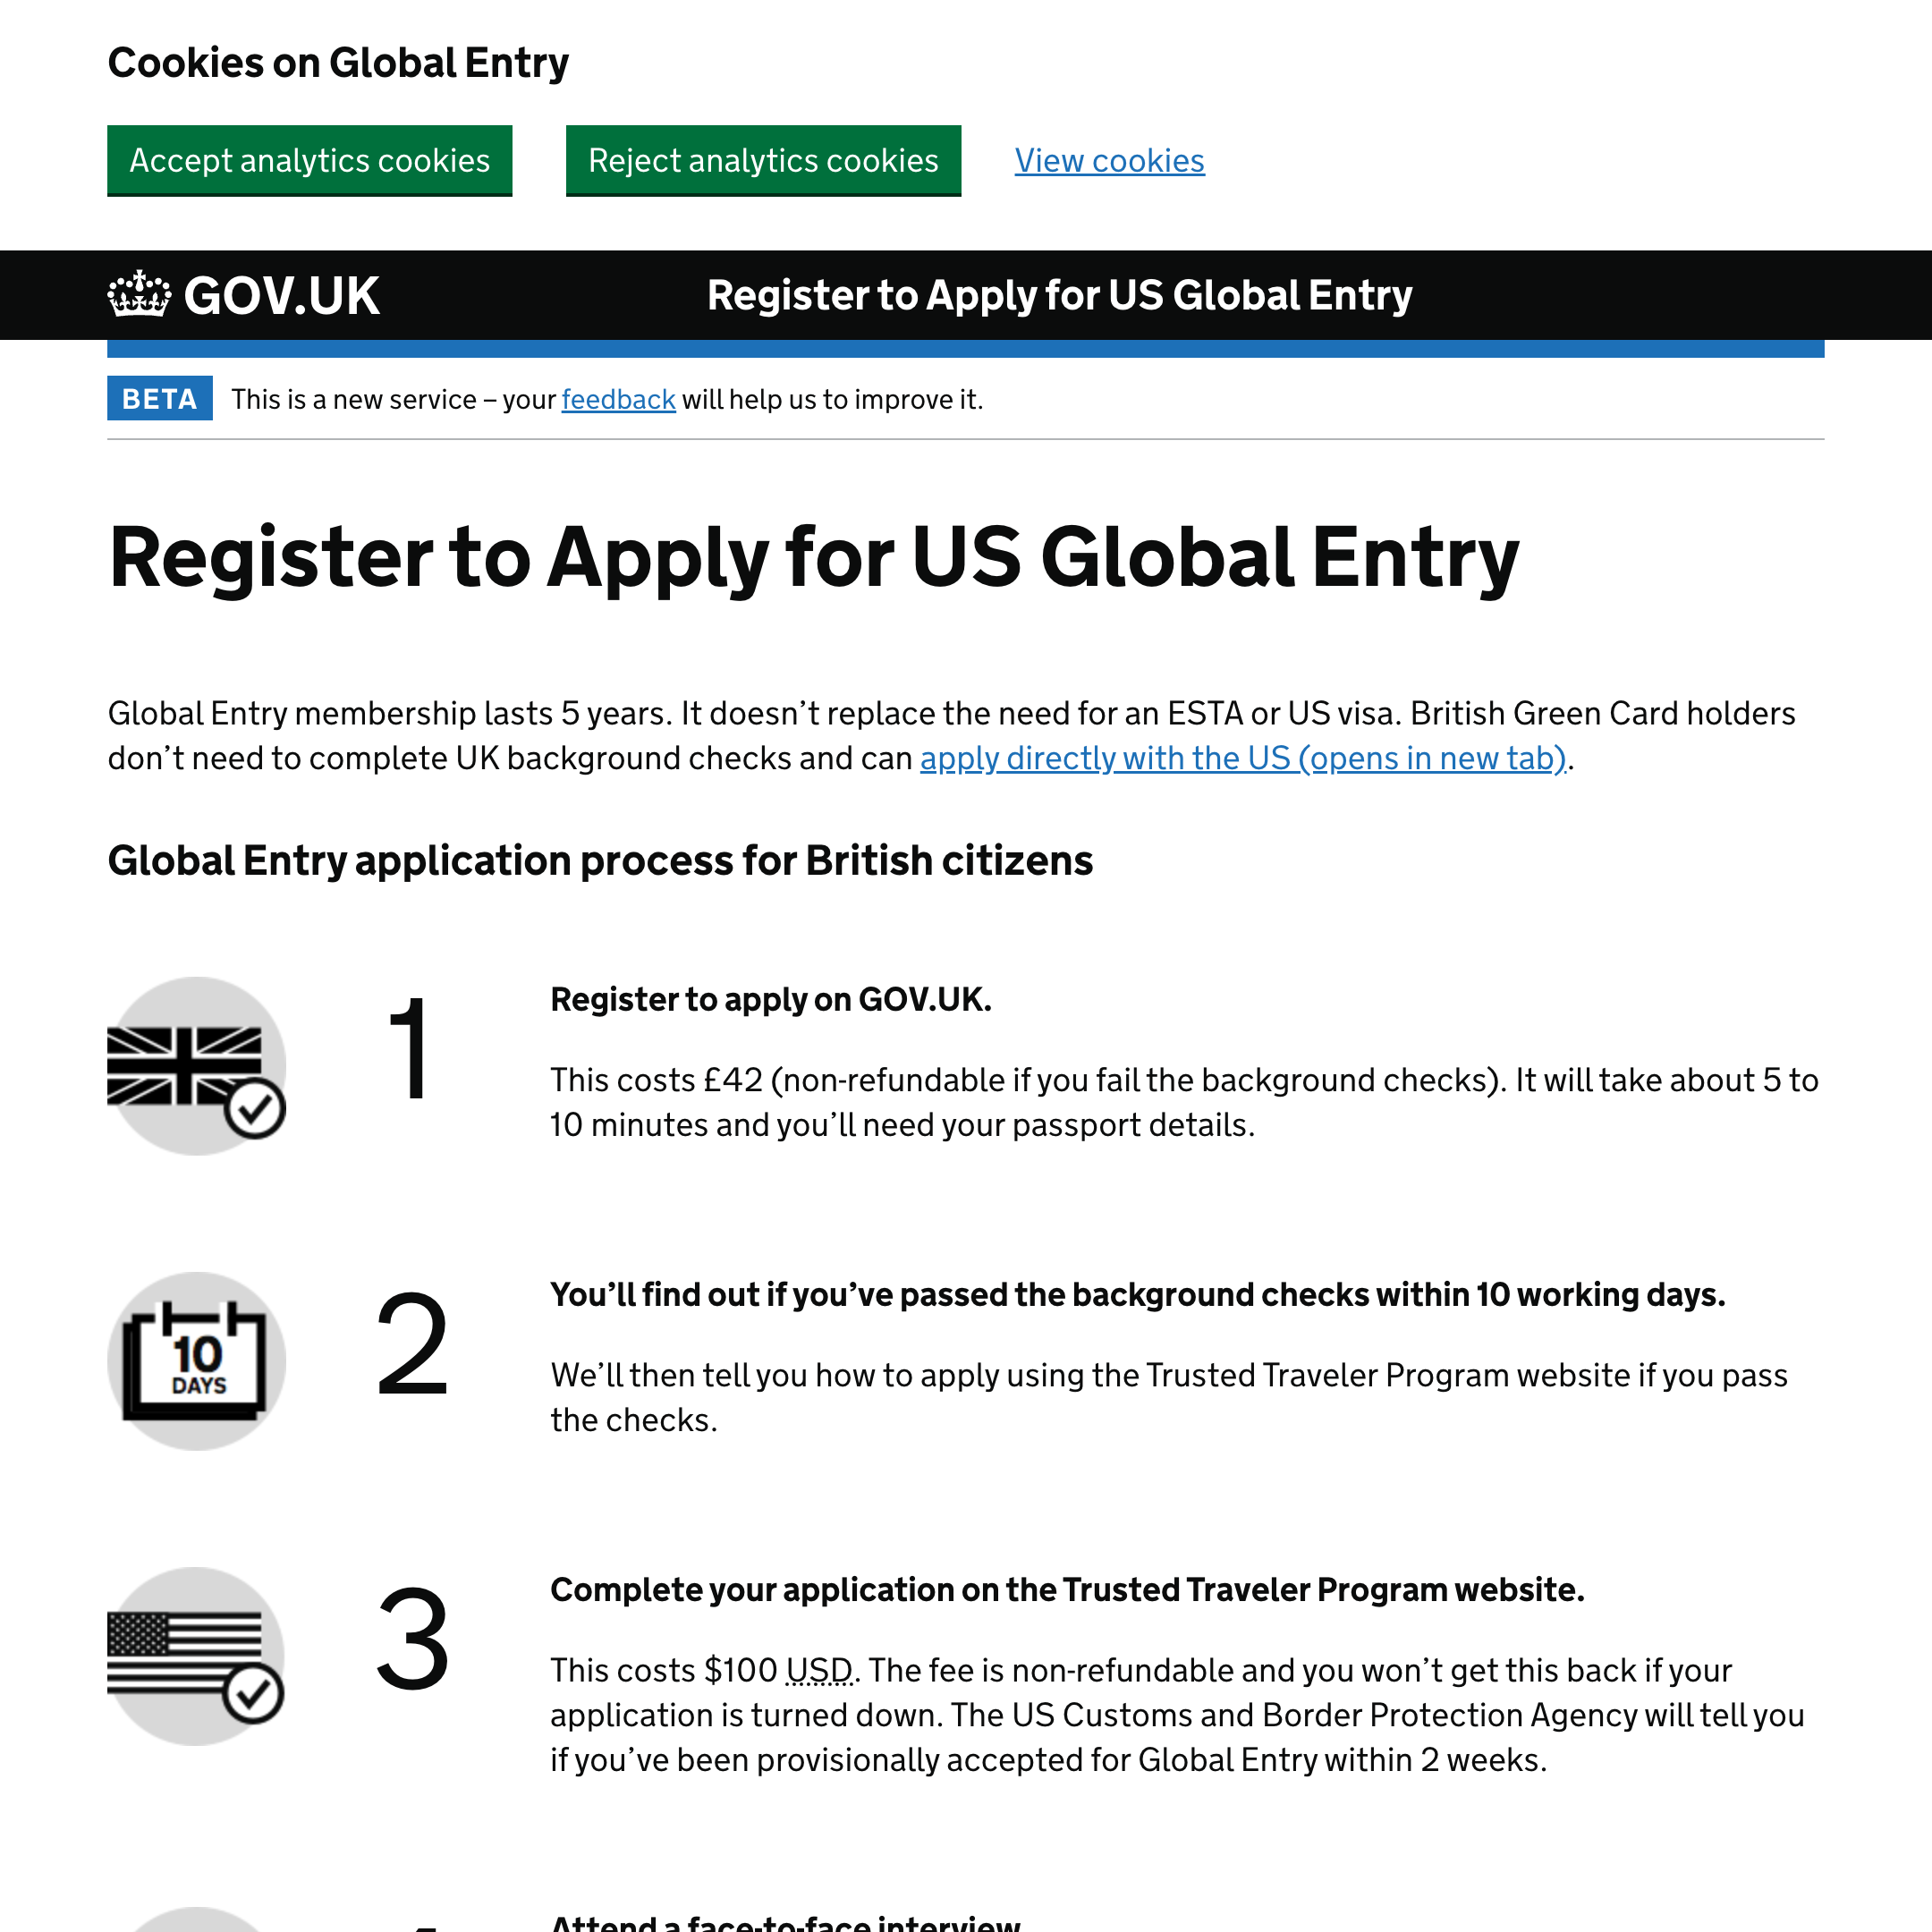 Cookies on Global Entry
Accept analytics cookies
Reject analytics cookies
View cookies
GOV.UK
Register to Apply for US Global Entry
BETA
This is a new service – your feedback will help us to improve it.
Register to Apply for US Global Entry
Global Entry membership lasts 5 years. It doesn’t replace the need for an ESTA or US visa. British Green Card holders
don’t need to complete UK background checks and can apply directly with the US (opens in new tab).
Global Entry application process for British citizens
1
Register to apply on GOV.UK.
This costs £42 (non-refundable if you fail the background checks). It will take about 5 to
10 minutes and you’ll need your passport details.
10
DAYS
2
You’ll find out if you’ve passed the background checks within 10 working days.
We’ll then tell you how to apply using the Trusted Traveler Program website if you pass
the checks.
3
Complete your application on the Trusted Traveler Program website.
This costs $100 USD. The fee is non-refundable and you won’t get this back if your
application is turned down. The US Customs and Border Protection Agency will tell you
if you’ve been provisionally accepted for Global Entry within 2 weeks.
Attend a face-to-face interview